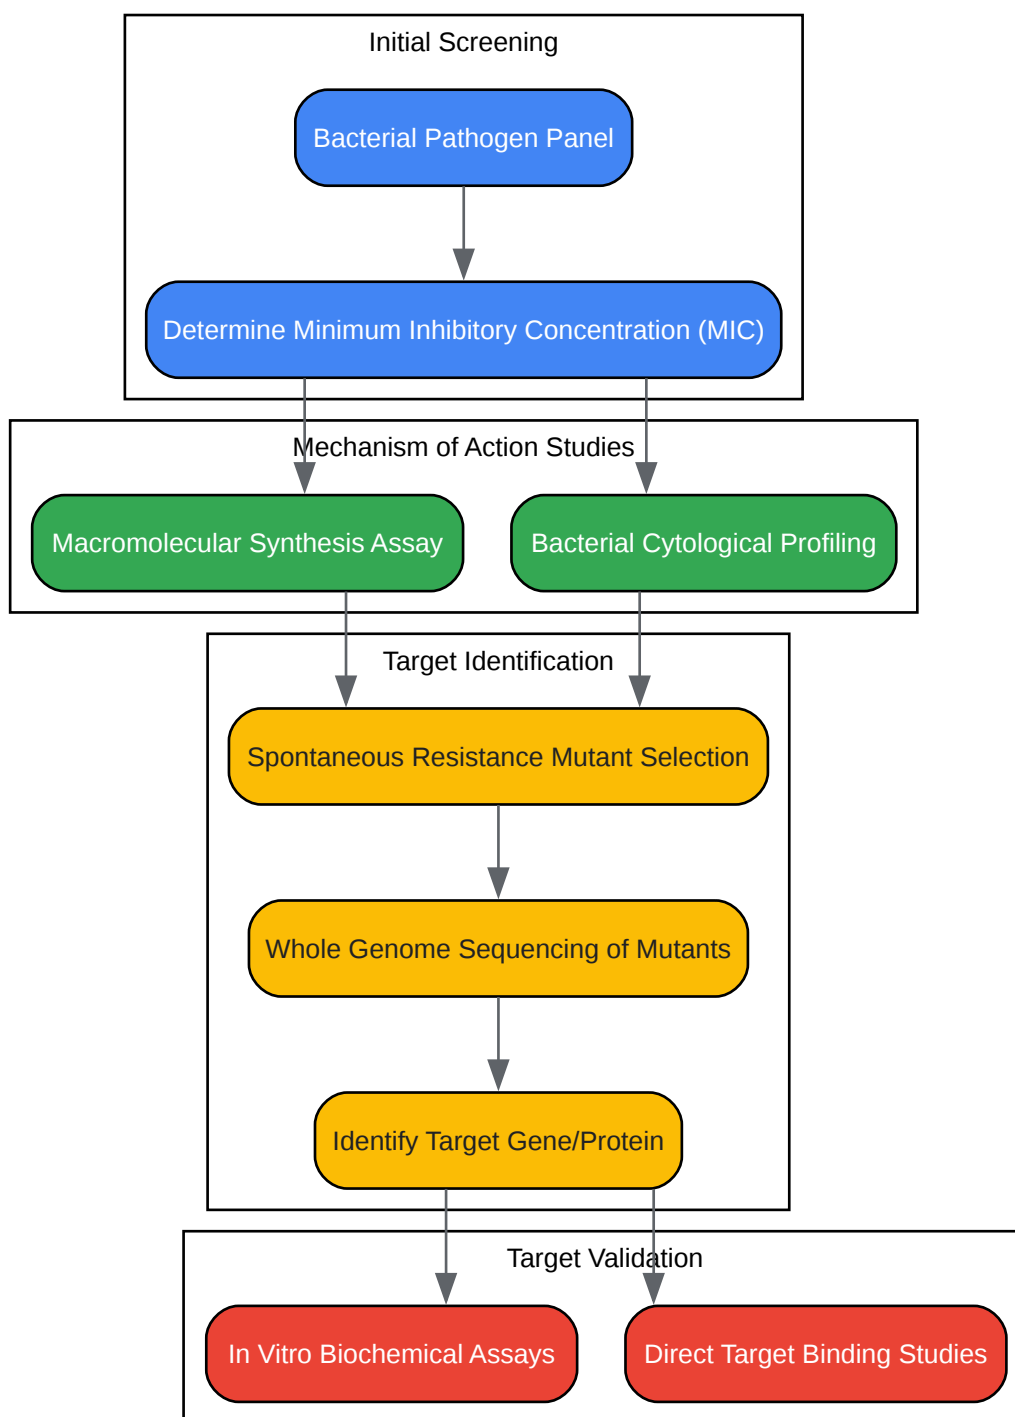 Initial Screening
Bacterial Pathogen Panel
Determine Minimum Inhibitory Concentration (MIC)
Mechanism of Action Studies
Macromolecular Synthesis Assay
Bacterial Cytological Profiling
Target Identification
Spontaneous Resistance Mutant Selection
Whole Genome Sequencing of Mutants
Identify Target Gene/Protein
Target Validation
In Vitro Biochemical Assays
Direct Target Binding Studies